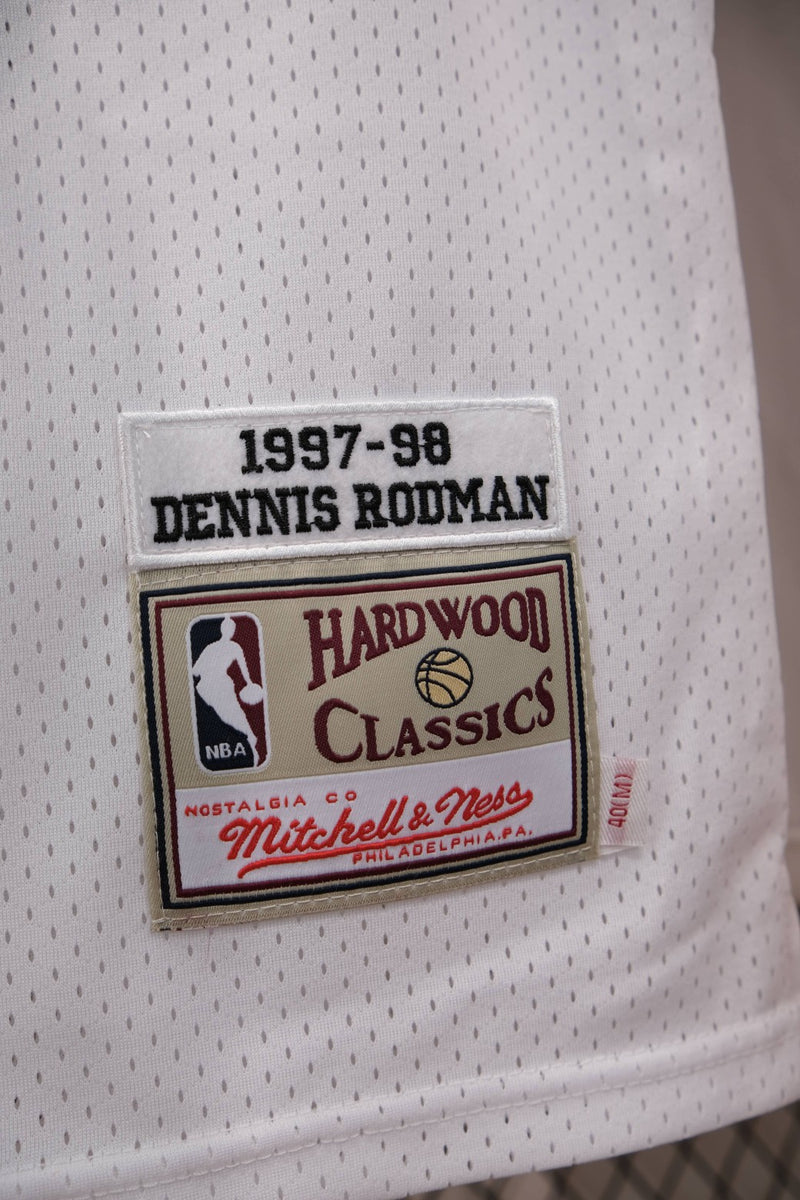 1997-98
DENNIS RODMAN
HARDWOOD
CLASSICS
NBA
NOSTALGIA CO
Mitchell & Ness
PHILADELPHIA, PA.
40(M)